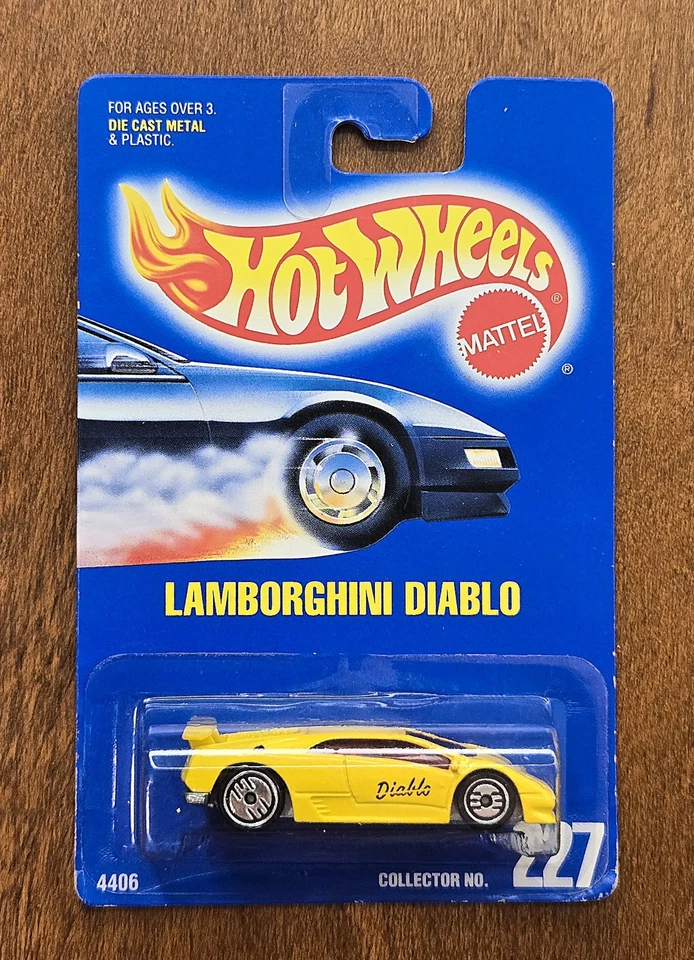 FOR AGES OVER 3.
DIE CAST METAL
& PLASTIC.
HOT WHEELS
®
MATTEL
®
LAMBORGHINI DIABLO
Diablo
4406
COLLECTOR NO. 227